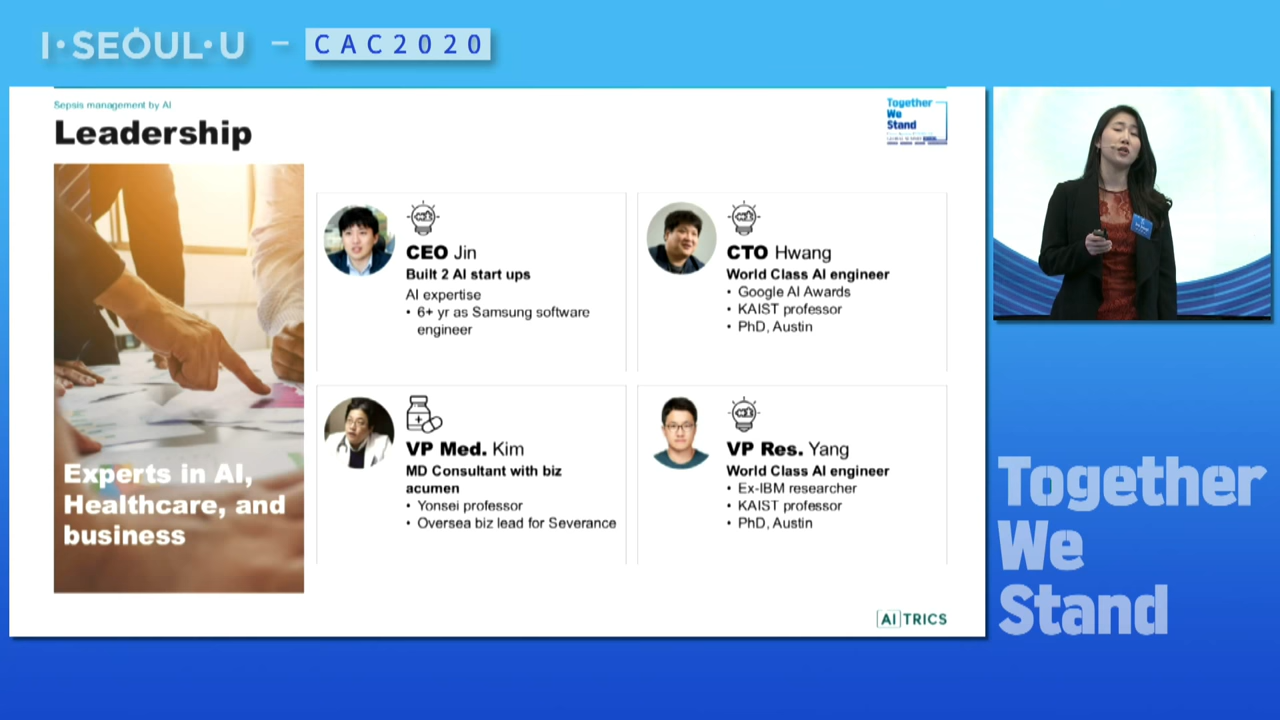 I·SEOUL·U – CAC2020
Sepsis management by AI
Leadership
Together
We
Stand
CEO Jin
Built 2 AI start ups
AI expertise
• 6+ yr as Samsung software
engineer
CTO Hwang
World Class AI engineer
• Google AI Awards
• KAIST professor
• PhD, Austin
Experts in AI,
Healthcare, and
business
VP Med. Kim
MD Consultant with biz
acumen
• Yonsei professor
• Oversea biz lead for Severance
VP Res. Yang
World Class AI engineer
• Ex-IBM researcher
• KAIST professor
• PhD, Austin
AITRICS
Together
We
Stand